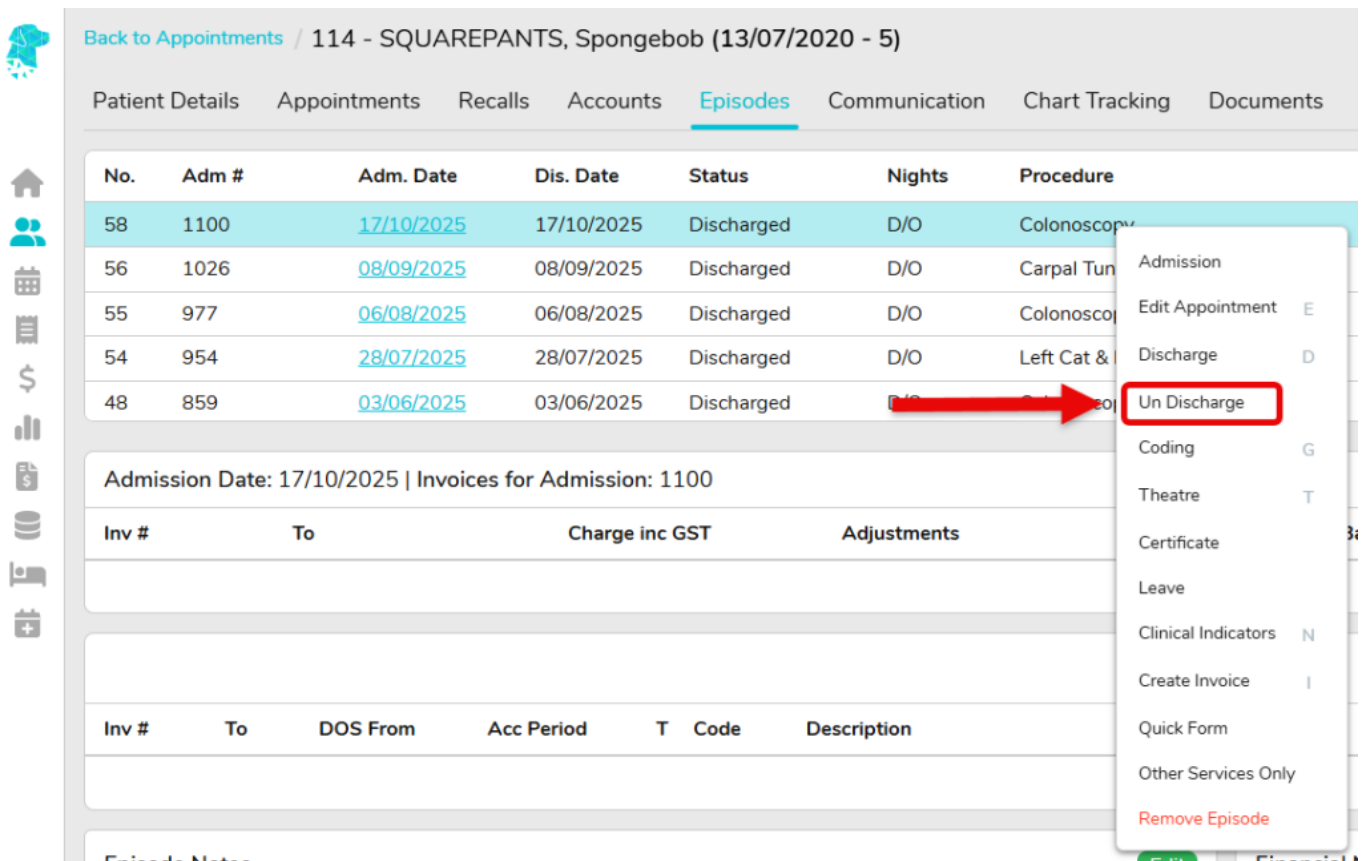 Back to Appointments / 114 - SQUAREPANTS, Spongebob (13/07/2020 - 5)
Patient Details Appointments Recalls Accounts Episodes Communication Chart Tracking Documents
No. Adm # Adm. Date Dis. Date Status Nights Procedure
58 1100 17/10/2025 17/10/2025 Discharged D/O Colonoscopy
56 1026 08/09/2025 08/09/2025 Discharged D/O Carpal Tun
55 977 06/08/2025 06/08/2025 Discharged D/O Colonosco
54 954 28/07/2025 28/07/2025 Discharged D/O Left Cat &
48 859 03/06/2025 03/06/2025 Discharged
Admission
Edit Appointment E
Discharge D
Un Discharge
Coding G
Theatre T
Certificate
Leave
Clinical Indicators N
Create Invoice I
Quick Form
Other Services Only
Remove Episode
Admission Date: 17/10/2025 | Invoices for Admission: 1100
Inv # To Charge inc GST Adjustments
Inv # To DOS From Acc Period T Code Description
Episode Notes Edit Financial